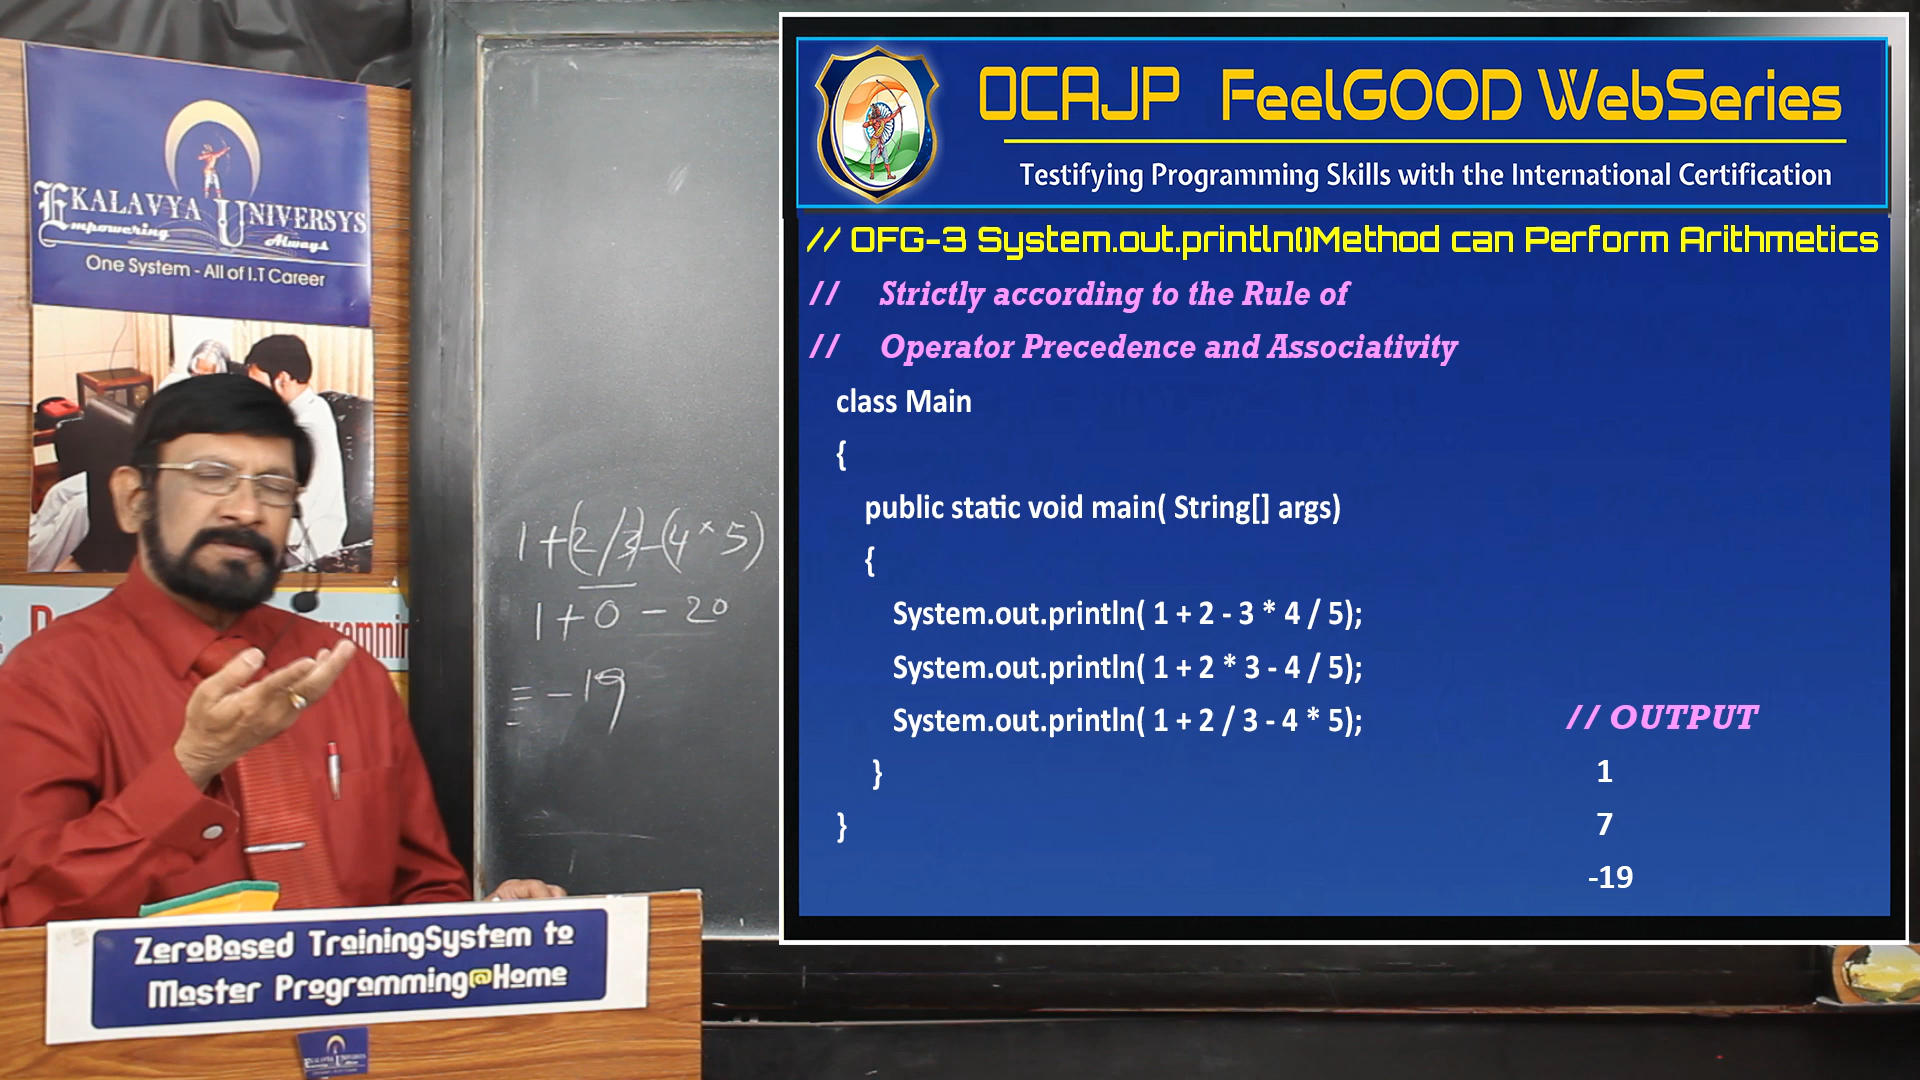 EKALAVYA UNIVERSYS
Empowering Always
One System - All of I.T Career
1+(2/3)-(4*5)
1+0-20
= -19
ZeroBased TrainingSystem to
Master Programming@Home
EKALAVYA UNIVERSYS
OCAJP FeelGOOD WebSeries
Testifying Programming Skills with the International Certification
// OFG-3 System.out.println()Method can Perform Arithmetics
// Strictly according to the Rule of
// Operator Precedence and Associativity
class Main
{
public static void main( String[] args)
{
System.out.println( 1 + 2 - 3 * 4 / 5);
System.out.println( 1 + 2 * 3 - 4 / 5);
System.out.println( 1 + 2 / 3 - 4 * 5);
}
}
// OUTPUT
1
7
-19